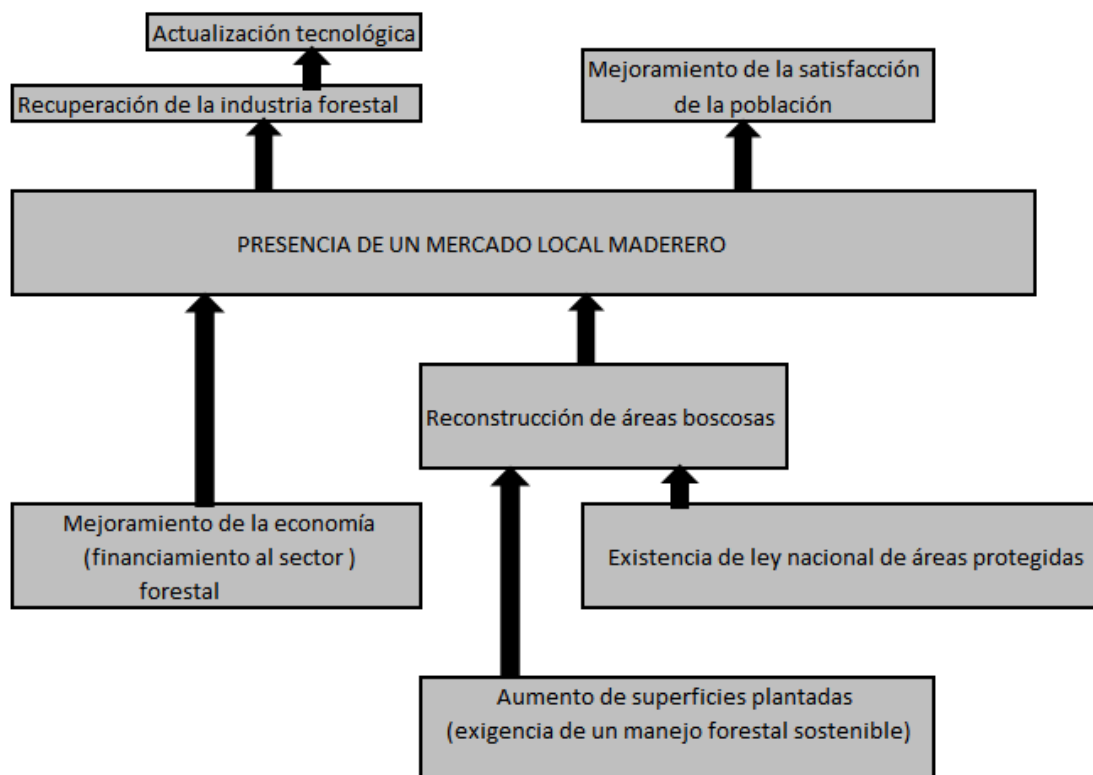 Actualización tecnológica
Mejoramiento de la satisfacción
de la población
Recuperación de la industria forestal
PRESENCIA DE UN MERCADO LOCAL MADERERO
Reconstrucción de áreas boscosas
Mejoramiento de la economía
(financiamiento al sector )
forestal
Existencia de ley nacional de áreas protegidas
Aumento de superficies plantadas
(exigencia de un manejo forestal sostenible)